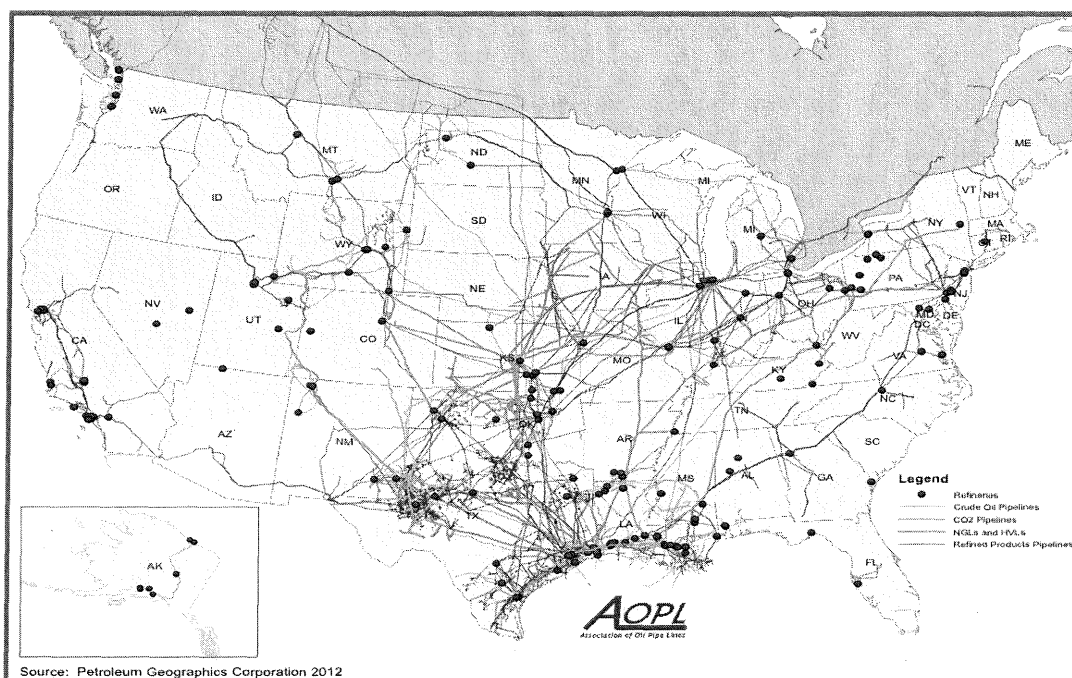 WA
OR
ID
MT
ND
SD
WY
NE
NV
UT
CO
CA
AZ
NM
MN
WI
MI
MI
IA
IL
MO
KS
OK
AR
TX
LA
MS
AL
TN
KY
OH
WV
VA
NC
SC
GA
FL
PA
NY
VT
NH
ME
MA
CT
RI
NJ
MD
DE
DC
AK
Legend
Refineries
Crude Oil Pipelines
CO2 Pipelines
NGLs and HVLs
Refined Products Pipelines
AOPL
Association of Oil Pipe Lines
Source: Petroleum Geographics Corporation 2012